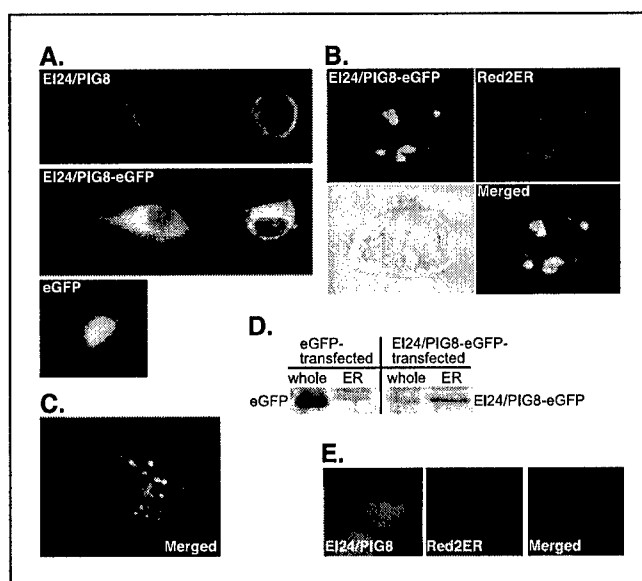 A.
EI24/PIG8
EI24/PIG8-eGFP
eGFP
B.
EI24/PIG8-eGFP
Red2ER
Merged
C.
Merged
D.
eGFP-transfected
EI24/PIG8-eGFP-transfected
whole ER
whole ER
eGFP
EI24/PIG8-eGFP
E.
EI24/PIG8
Red2ER
Merged